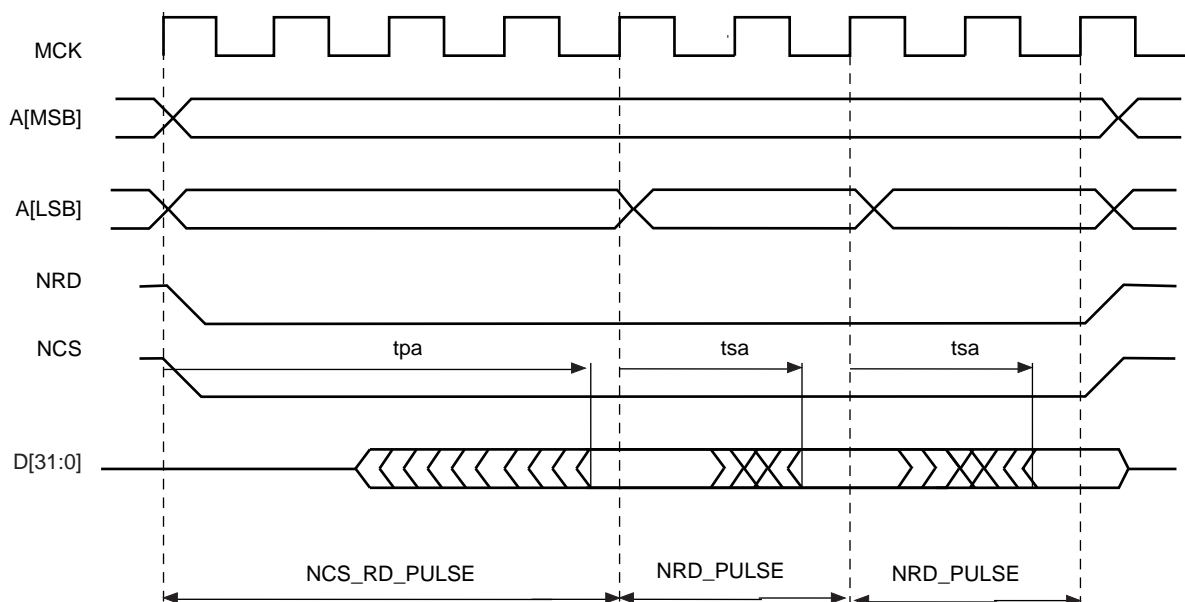 MCK
A[MSB]
A[LSB]
NRD
NCS
tpa
tsa
tsa
D[31:0]
NCS_RD_PULSE
NRD_PULSE
NRD_PULSE